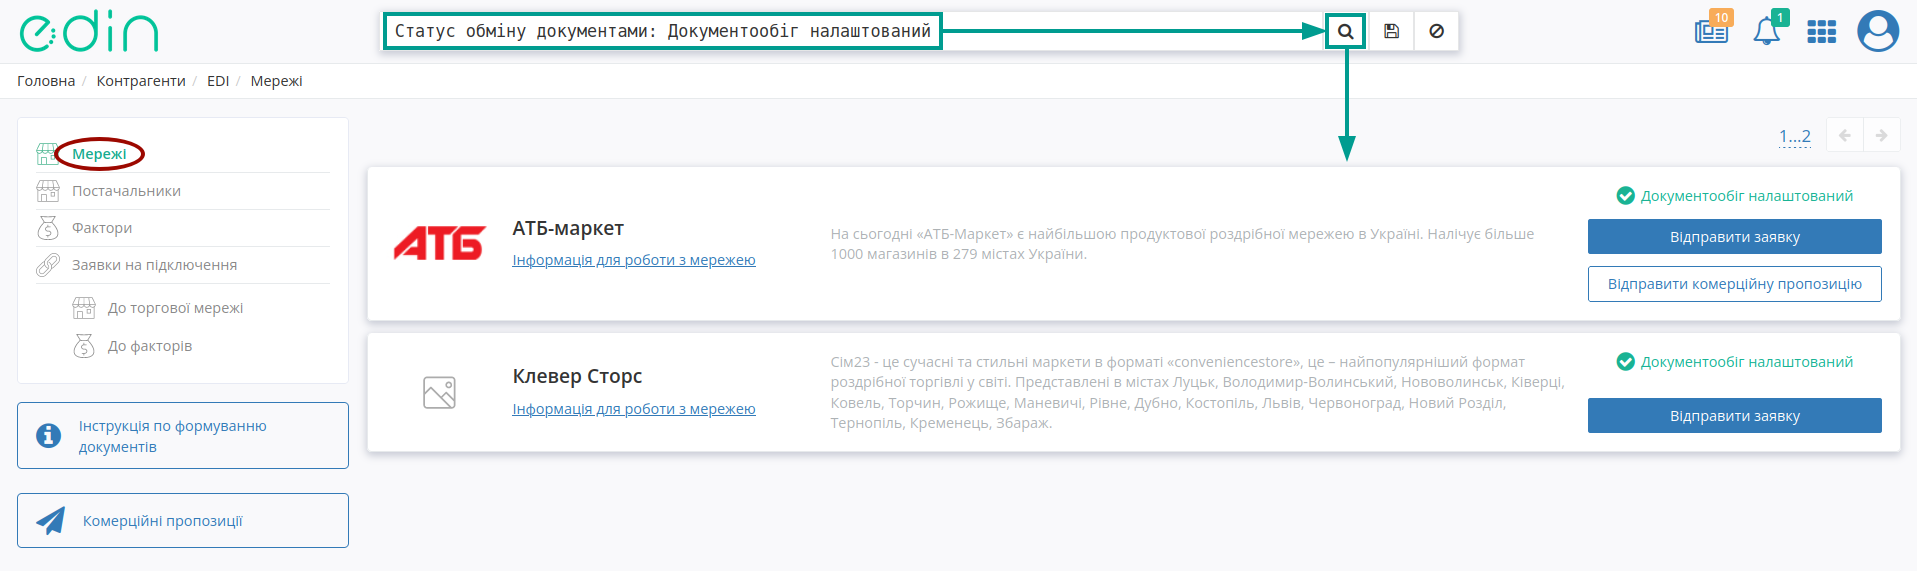 edin
Статус обміну документами: Документообіг налаштований
10
1
Головна / Контрагенти / EDI / Мережі
Мережі
Постачальники
Фактори
Заявки на підключення
До торгової мережі
До факторів
Інструкція по формуванню
документів
Комерційні пропозиції
1...2
АТБ
АТБ-маркет
Інформація для роботи з мережею
На сьогодні «АТБ-Маркет» є найбільшою продуктової роздрібної мережею в Україні. Налічує більше
1000 магазинів в 279 містах України.
Документообіг налаштований
Відправити заявку
Відправити комерційну пропозицію
Клевер Сторс
Інформація для роботи з мережею
Сім23 - це сучасні та стильні маркети в форматі «conveniencestore», це – найпопулярніший формат
роздрібної торгівлі у світі. Представлені в містах Луцьк, Володимир-Волинський, Нововолинськ, Ківерці,
Ковель, Торчин, Рожище, Маневичі, Рівне, Дубно, Костопіль, Львів, Червоноград, Новий Розділ,
Тернопіль, Кременець, Збараж.
Документообіг налаштований
Відправити заявку